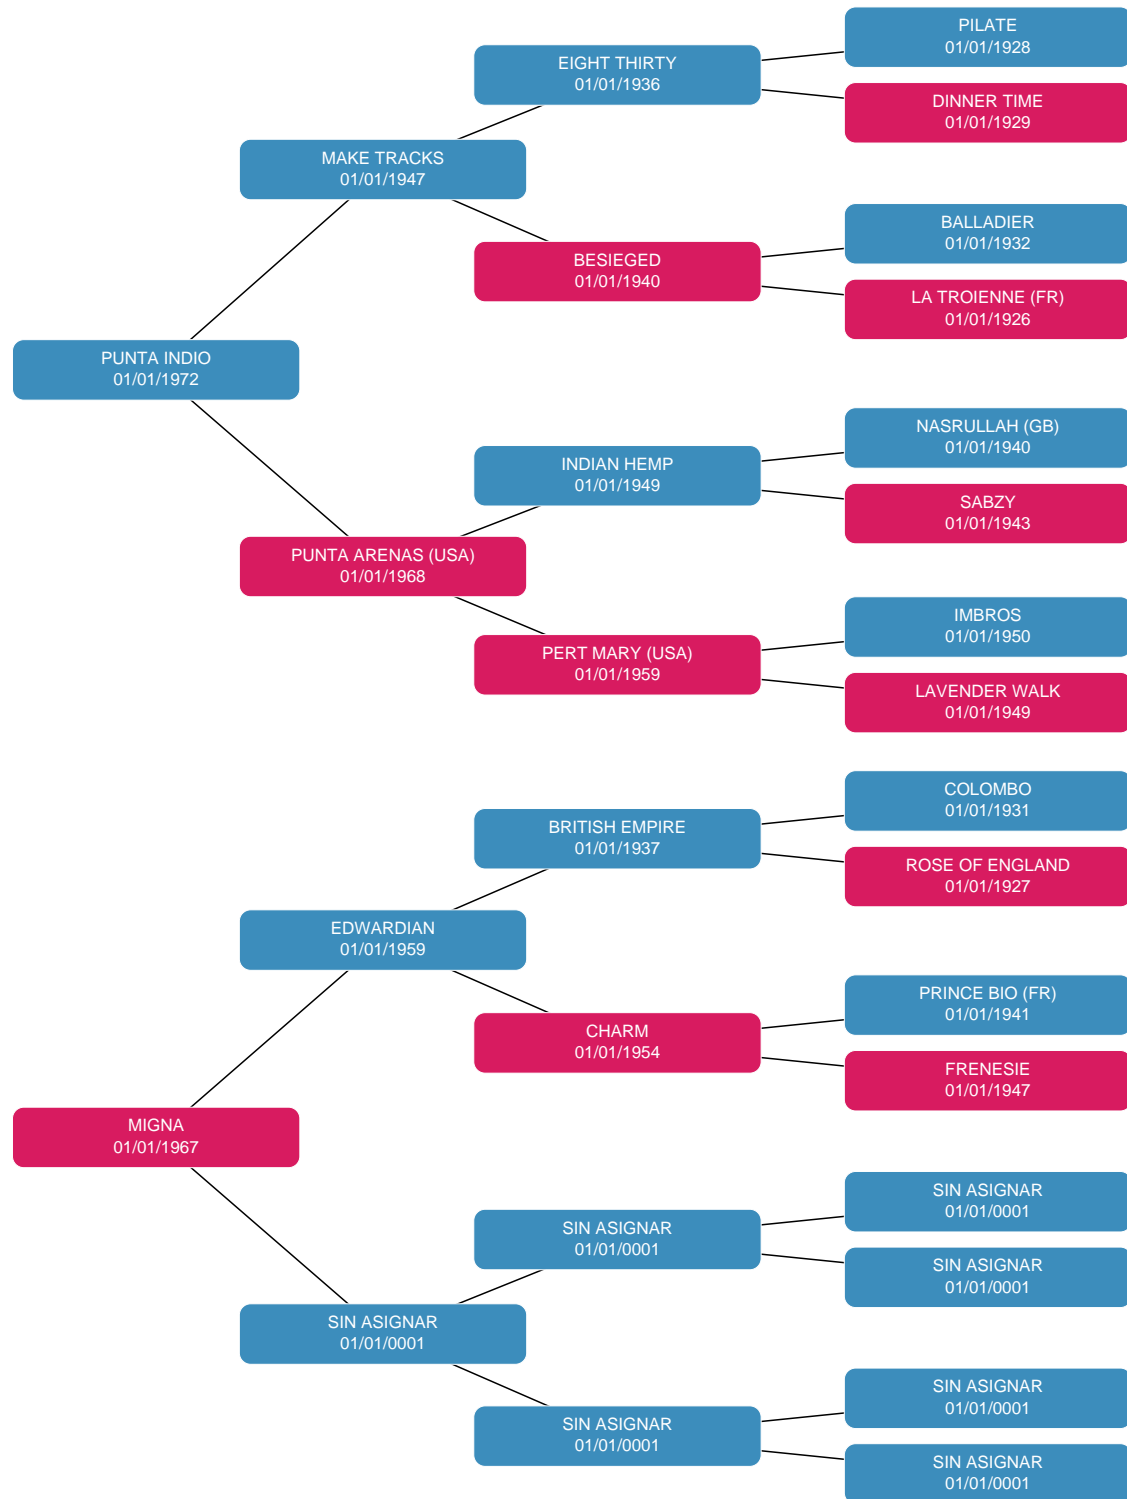 PILATE
01/01/1928
EIGHT THIRTY
01/01/1936
DINNER TIME
01/01/1929
MAKE TRACKS
01/01/1947
BALLADIER
01/01/1932
BESIEGED
01/01/1940
LA TROIENNE (FR)
01/01/1926
PUNTA INDIO
01/01/1972
NASRULLAH (GB)
01/01/1940
INDIAN HEMP
01/01/1949
SABZY
01/01/1943
PUNTA ARENAS (USA)
01/01/1968
IMBROS
01/01/1950
PERT MARY (USA)
01/01/1959
LAVENDER WALK
01/01/1949
COLOMBO
01/01/1931
BRITISH EMPIRE
01/01/1937
ROSE OF ENGLAND
01/01/1927
EDWARDIAN
01/01/1959
PRINCE BIO (FR)
01/01/1941
CHARM
01/01/1954
FRENESIE
01/01/1947
MIGNA
01/01/1967
SIN ASIGNAR
01/01/0001
SIN ASIGNAR
01/01/0001
SIN ASIGNAR
01/01/0001
SIN ASIGNAR
01/01/0001
SIN ASIGNAR
01/01/0001
SIN ASIGNAR
01/01/0001
SIN ASIGNAR
01/01/0001